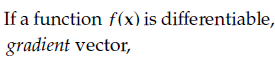 If a function f(x) is differentiable,
gradient vector,